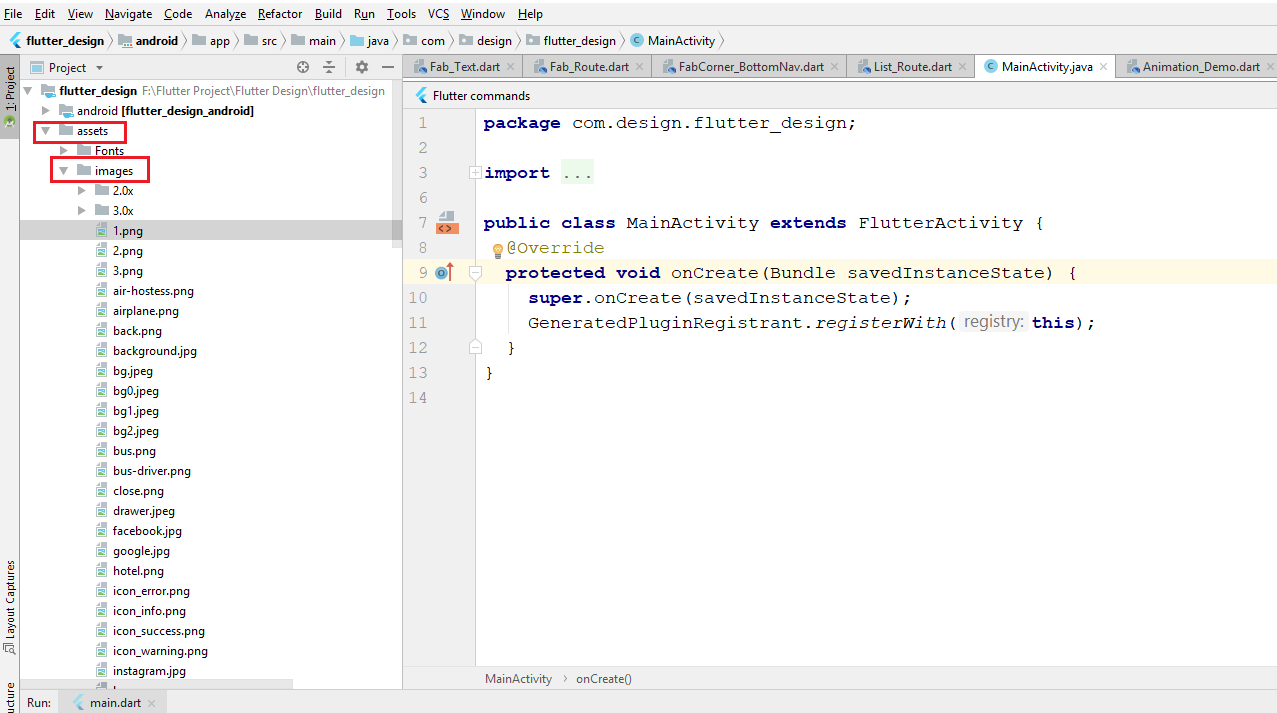 File Edit View Navigate Code Analyze Refactor Build Run Tools VCS Window Help
flutter_design android app src main java com design flutter_design MainActivity
1: Project
Project
flutter_design F:\Flutter Project\Flutter Design\flutter_design
android [flutter_design_android]
assets
Fonts
images
2.0x
3.0x
1.png
2.png
3.png
air-hostess.png
airplane.png
back.png
background.jpg
bg.jpeg
bg0.jpeg
bg1.jpeg
bg2.jpeg
bus.png
bus-driver.png
close.png
drawer.jpeg
facebook.jpg
google.jpg
hotel.png
icon_error.png
icon_info.png
icon_success.png
icon_warning.png
instagram.jpg
Layout Captures
Fab_Text.dart Fab_Route.dart FabCorner_BottomNav.dart List_Route.dart MainActivity.java Animation_Demo.dart
Flutter commands
1 package com.design.flutter_design;
2
3 import ...
6
7 public class MainActivity extends FlutterActivity {
8 @Override
9 protected void onCreate(Bundle savedInstanceState) {
10 super.onCreate(savedInstanceState);
11 GeneratedPluginRegistrant.registerWith( registry: this);
12 }
13 }
14
MainActivity > onCreate()
Run: main.dart